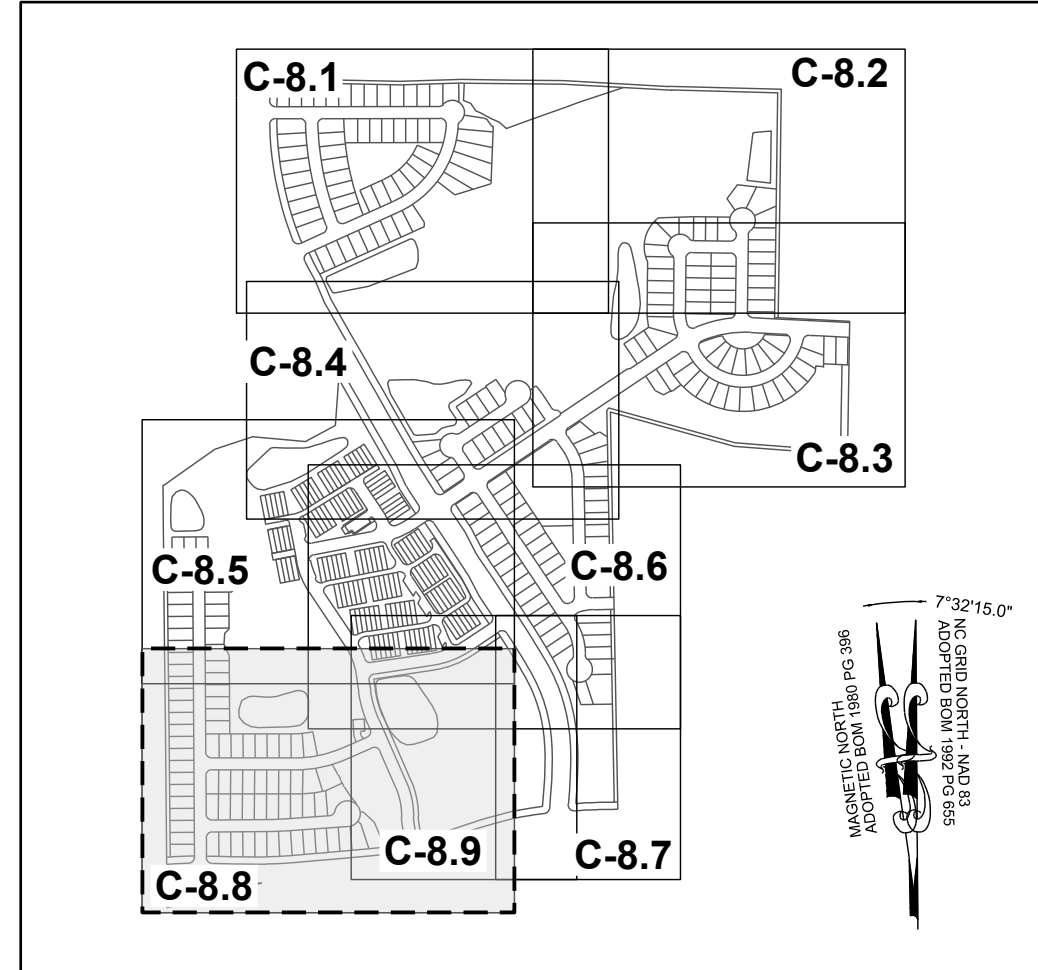 C-8.1
C-8.2
C-8.4
C-8.3
C-8.5
C-8.6
7°32'15.0"
MAGNETIC NORTH
ADOPTED BOM 1980 PG 396
NC GRID NORTH - NAD 83
ADOPTED BOM 1992 PG 655
C-8.9
C-8.7
C-8.8